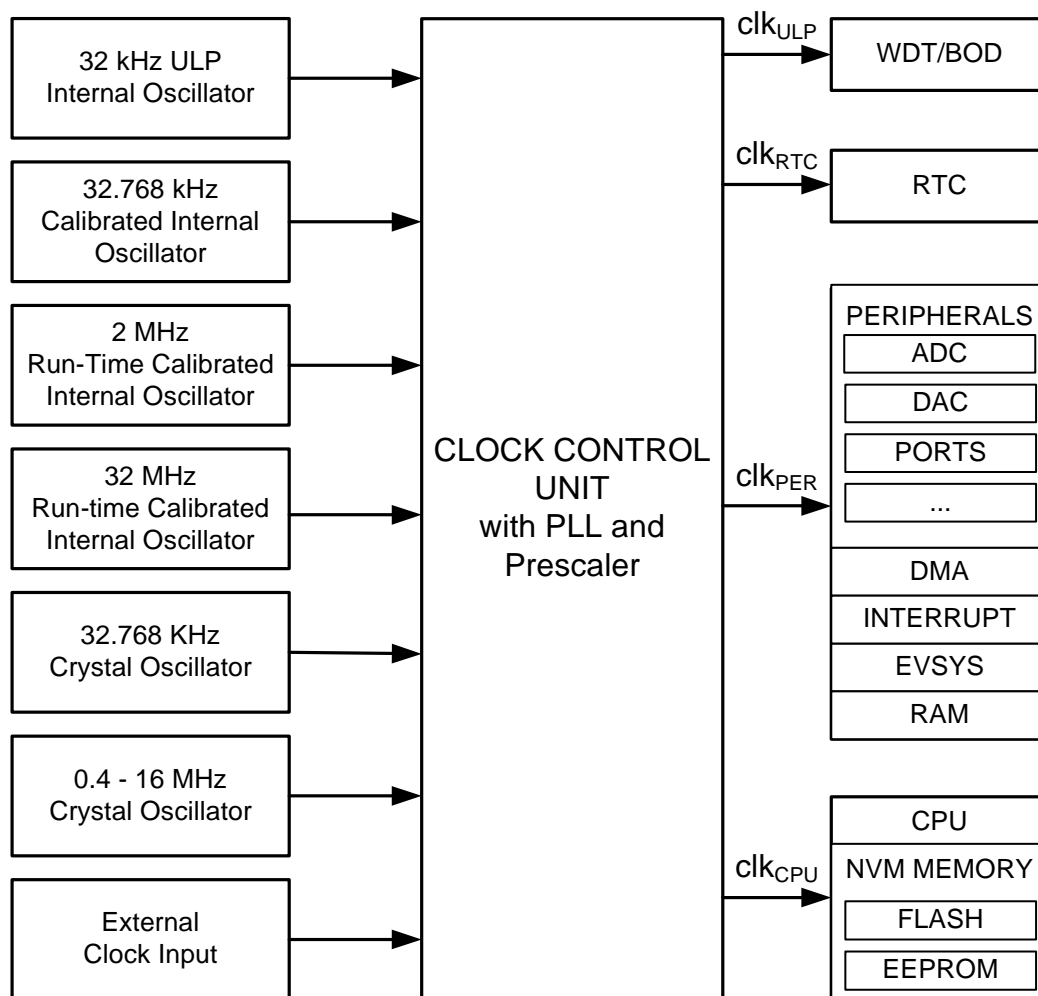 32 kHz ULP
Internal Oscillator
32.768 kHz
Calibrated Internal
Oscillator
2 MHz
Run-Time Calibrated
Internal Oscillator
32 MHz
Run-time Calibrated
Internal Oscillator
32.768 KHz
Crystal Oscillator
0.4 - 16 MHz
Crystal Oscillator
External
Clock Input
CLOCK CONTROL
UNIT
with PLL and
Prescaler
clkULP
WDT/BOD
clkRTC
RTC
clkPER
PERIPHERALS
ADC
DAC
PORTS
...
DMA
INTERRUPT
EVSYS
RAM
clkCPU
CPU
NVM MEMORY
FLASH
EEPROM